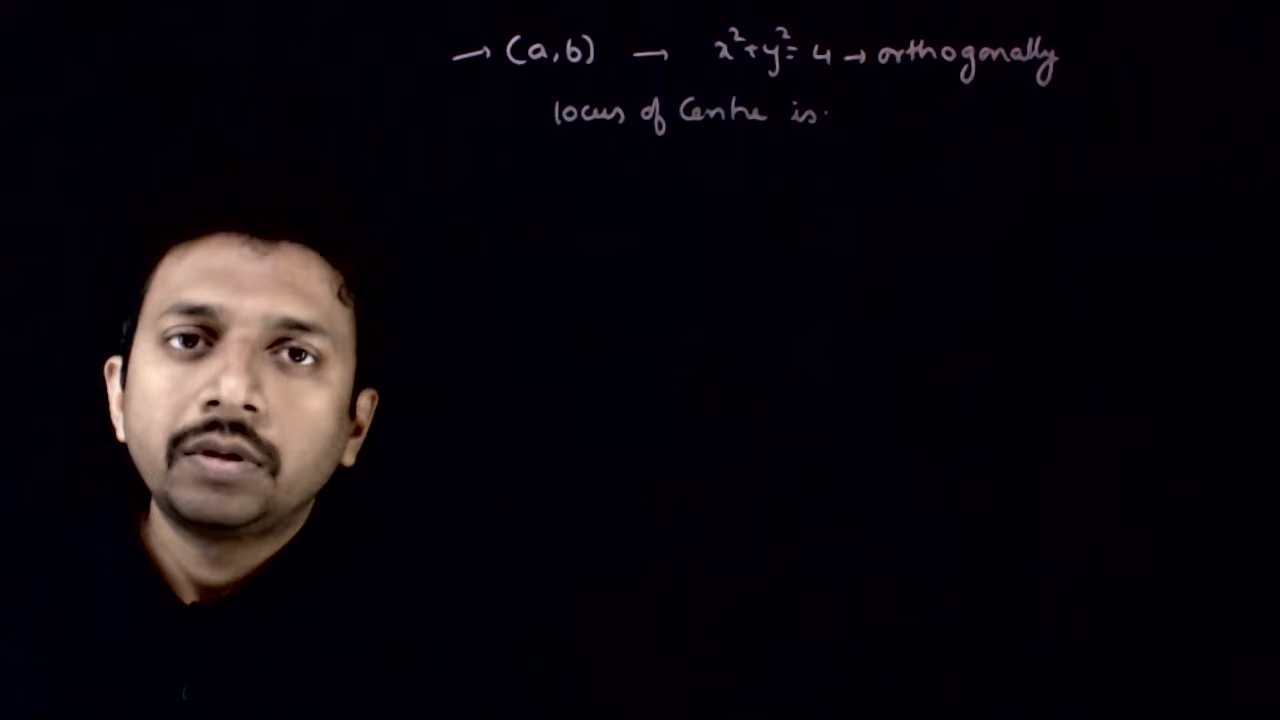 → (a,b) → x²+y²= 4 → orthogonally
locus of Centre is.